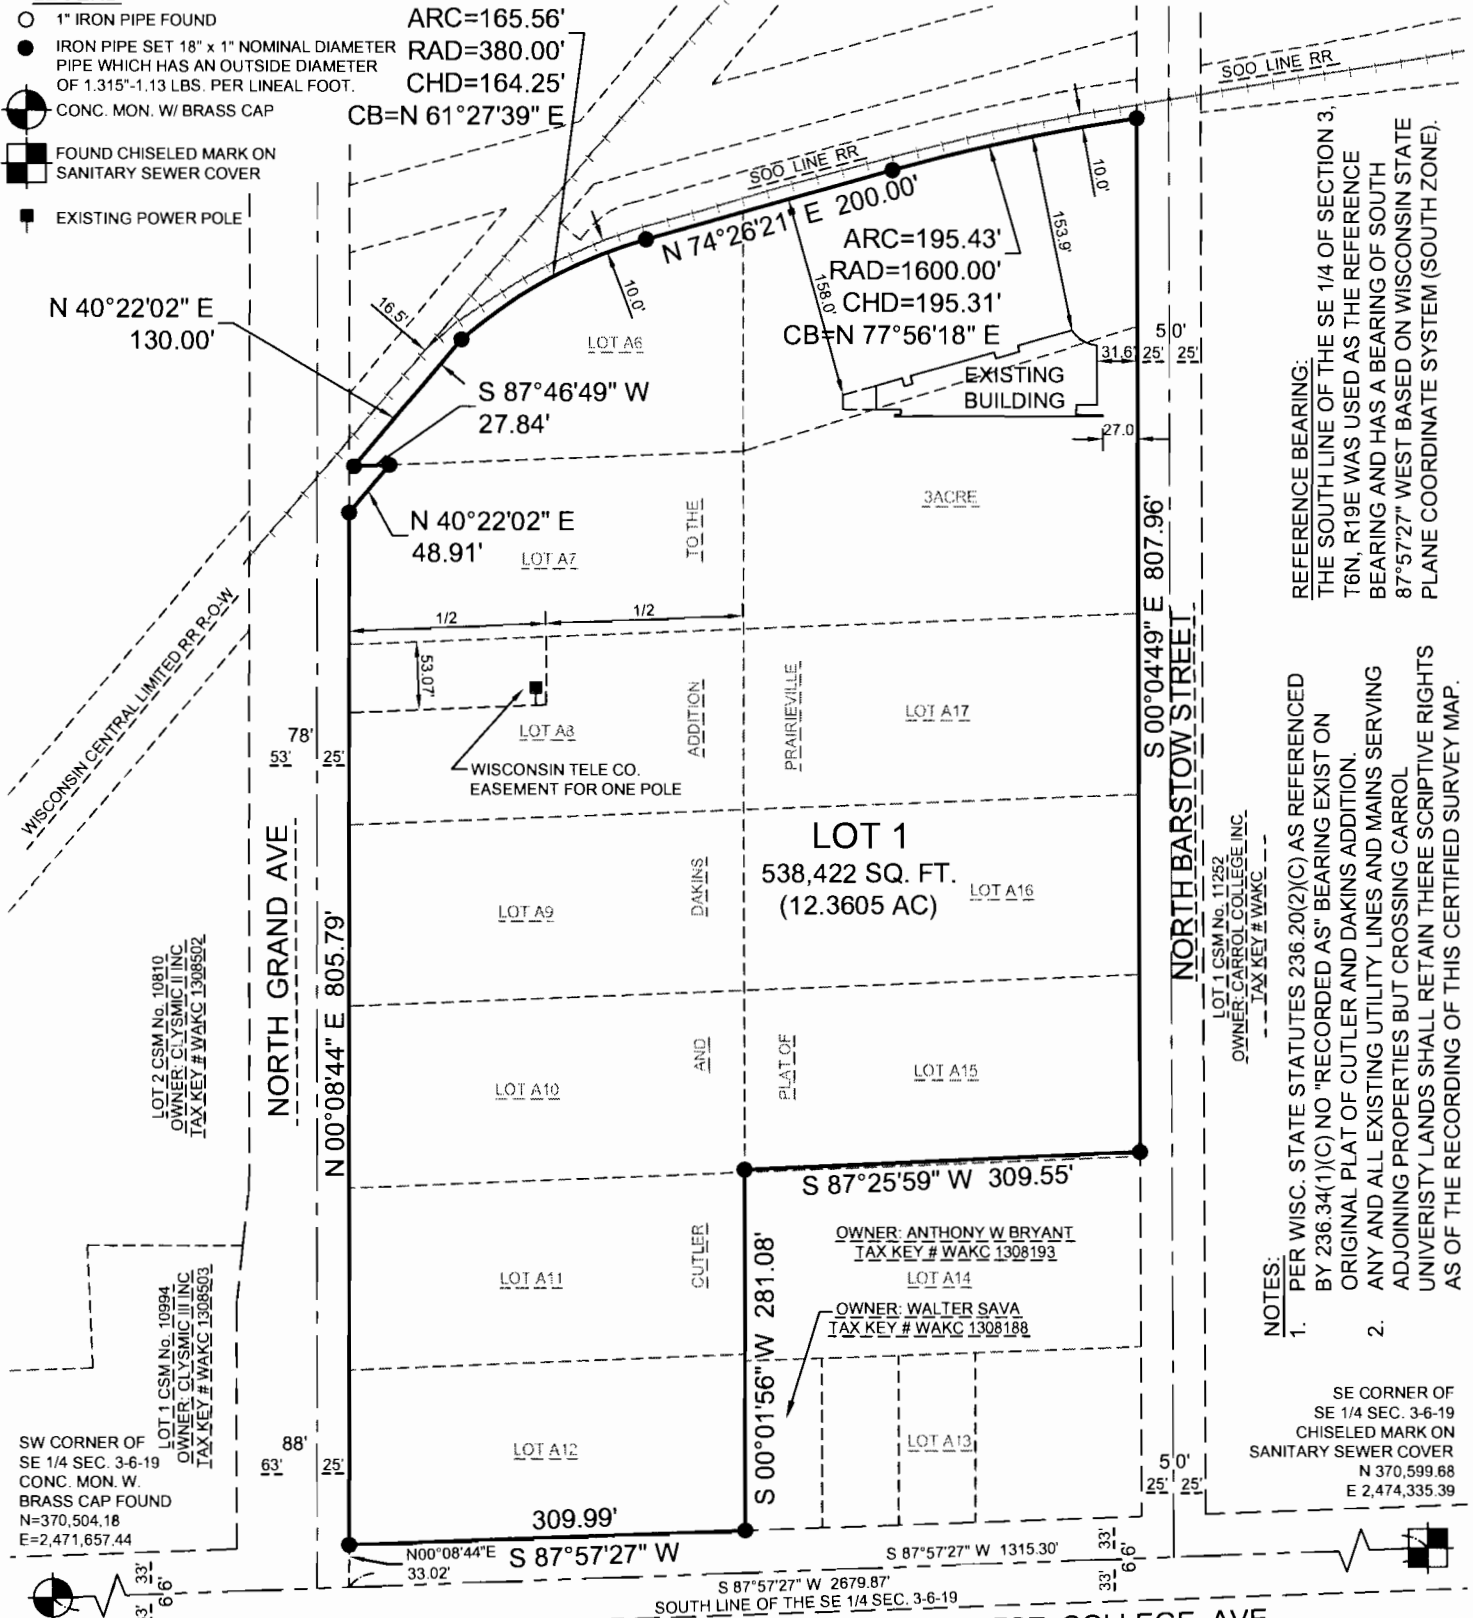 1" IRON PIPE FOUND
IRON PIPE SET 18" x 1" NOMINAL DIAMETER
PIPE WHICH HAS AN OUTSIDE DIAMETER
OF 1.315"-1.13 LBS. PER LINEAL FOOT.
CONC. MON. W/ BRASS CAP
FOUND CHISELED MARK ON
SANITARY SEWER COVER
EXISTING POWER POLE
ARC=165.56'
RAD=380.00'
CHD=164.25'
CB=N 61°27'39" E
SOO LINE RR
SOO LINE RR
N 74°26'21" E 200.00'
ARC=195.43'
RAD=1600.00'
CHD=195.31'
CB=N 77°56'18" E
10.0'
153.9'
10.0'
158.0'
16.5'
N 40°22'02" E
130.00'
LOT A6
S 87°46'49" W
27.84'
EXISTING
BUILDING
31.6'
50'
25' 25'
27.0
N 40°22'02" E
48.91'
LOT A7
TO THE
3ACRE
S 00°04'49" E 807.96'
WISCONSIN CENTRAL LIMITED RR R-O-W
1/2
1/2
53.07'
LOT A8
ADDITION
PRAIRIEVILLE
LOT A17
WISCONSIN TELE CO.
EASEMENT FOR ONE POLE
78'
53'
25'
NORTH BARSTOW STREET
LOT 1
538,422 SQ. FT.
(12.3605 AC)
LOT A9
DAKINS
LOT A16
NORTH GRAND AVE
N 00°08'44" E 805.79'
LOT 2 CSM No. 10810
OWNER: CLYSMIC II INC
TAX KEY # WAKC 1308502
LOT 1 CSM No. 11252
OWNER: CARROL COLLEGE INC
TAX KEY # WAKC
LOT A10
AND
PLAT OF
LOT A15
S 87°25'59" W 309.55'
LOT A11
CUTLER
S 00°01'56" W 281.08'
OWNER: ANTHONY W BRYANT
TAX KEY # WAKC 1308193
LOT A14
OWNER: WALTER SAVA
TAX KEY # WAKC 1308188
LOT 1 CSM No. 10994
OWNER: CLYSMIC III INC
TAX KEY # WAKC 1308503
LOT A12
LOT A13
88'
63'
25'
50'
25' 25'
SW CORNER OF
SE 1/4 SEC. 3-6-19
CONC. MON. W.
BRASS CAP FOUND
N=370,504,18
E=2,471,657.44
309.99'
S 87°57'27" W
N00°08'44"E
33.02'
S 87°57'27" W 1315.30'
S 87°57'27" W 2679.87'
SOUTH LINE OF THE SE 1/4 SEC. 3-6-19
33'
66'
33'
66'
33'
SE CORNER OF
SE 1/4 SEC. 3-6-19
CHISELED MARK ON
SANITARY SEWER COVER
N 370,599.68
E 2,474,335.39
COLLEGE AVE
REFERENCE BEARING:
THE SOUTH LINE OF THE SE 1/4 OF SECTION 3,
T6N, R19E WAS USED AS THE REFERENCE
BEARING AND HAS A BEARING OF SOUTH
87°57'27" WEST BASED ON WISCONSIN STATE
PLANE COORDINATE SYSTEM (SOUTH ZONE).
NOTES:
1. PER WISC. STATE STATUTES 236.20(2)(C) AS REFERENCED
BY 236.34(1)(C) NO "RECORDED AS" BEARING EXIST ON
ORIGINAL PLAT OF CUTLER AND DAKINS ADDITION.
2. ANY AND ALL EXISTING UTILITY LINES AND MAINS SERVING
ADJOINING PROPERTIES BUT CROSSING CARROL
UNIVERISTY LANDS SHALL RETAIN THERE SCRIPTIVE RIGHTS
AS OF THE RECORDING OF THIS CERTIFIED SURVEY MAP.